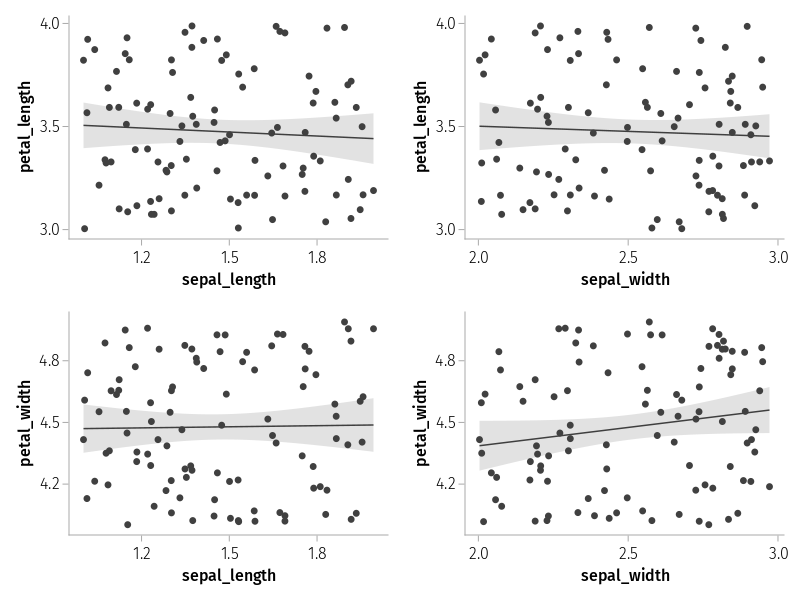 4.0
3.5
3.0
petal_length
1.2 1.5 1.8
sepal_length
4.0
3.5
3.0
petal_length
2.0 2.5 3.0
sepal_width
4.8
4.5
4.2
petal_width
1.2 1.5 1.8
sepal_length
4.8
4.5
4.2
petal_width
2.0 2.5 3.0
sepal_width